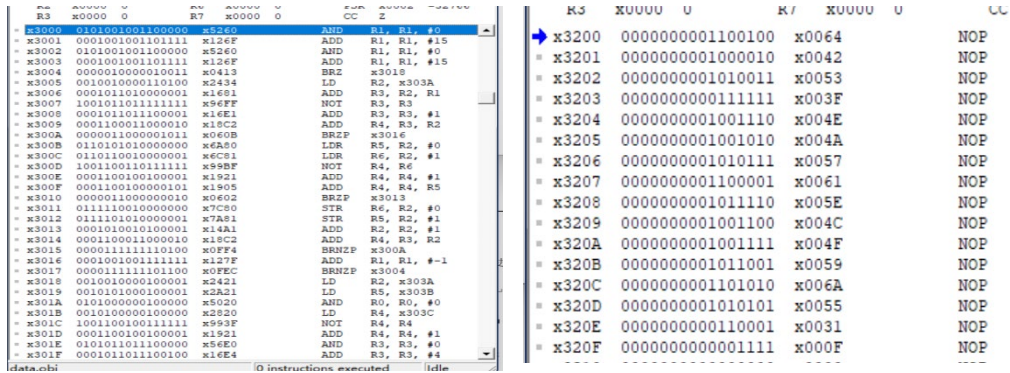 R3 x0000 0 R7 x0000 0 CC Z
x3000 0101001001100000 x5260 AND R1, R1, #0
x3001 0001001001101111 x126F ADD R1, R1, #15
x3002 0101001001100000 x5260 AND R1, R1, #0
x3003 0001001001101111 x126F ADD R1, R1, #15
x3004 0000010000010011 x0413 BRZ x3018
x3005 0010010000110100 x2434 LD R2, x303A
x3006 0001011010000001 x1681 ADD R3, R2, R1
x3007 1001011011111111 x96FF NOT R3, R3
x3008 0001011011100001 x16E1 ADD R3, R3, #1
x3009 0001100011000010 x18C2 ADD R4, R3, R2
x300A 0000011000001011 x060B BRZP x3016
x300B 0110101010000000 x6A80 LDR R5, R2, #0
x300C 0110110010000001 x6C81 LDR R6, R2, #1
x300D 1001100110111111 x99BF NOT R4, R6
x300E 0001100100100001 x1921 ADD R4, R4, #1
x300F 0001100100000101 x1905 ADD R4, R4, R5
x3010 0000011000000010 x0602 BRZP x3013
x3011 0111110010000000 x7C80 STR R6, R2, #0
x3012 0111101010000001 x7A81 STR R5, R2, #1
x3013 0001010010100001 x14A1 ADD R2, R2, #1
x3014 0001100011000010 x18C2 ADD R4, R3, R2
x3015 0000111111110100 x0FF4 BRNZP x300A
x3016 0001001001111111 x127F ADD R1, R1, #-1
x3017 0000111111101100 x0FEC BRNZP x3004
x3018 0010010000100001 x2421 LD R2, x303A
x3019 0010101000100001 x2A21 LD R5, x303B
x301A 0101000000100000 x5020 AND R0, R0, #0
x301B 0010100000100000 x2820 LD R4, x303C
x301C 1001100100111111 x993F NOT R4, R4
x301D 0001100100100001 x1921 ADD R4, R4, #1
x301E 0101011011100000 x56E0 AND R3, R3, #0
x301F 0001011011100100 x16E4 ADD R3, R3, #4
data.obj 0 instructions executed Idle
R3 x0000 0 R7 x0000 0 CC
x3200 0000000001100100 x0064 NOP
x3201 0000000001000010 x0042 NOP
x3202 0000000001010011 x0053 NOP
x3203 0000000000111111 x003F NOP
x3204 0000000001001110 x004E NOP
x3205 0000000001001010 x004A NOP
x3206 0000000001010111 x0057 NOP
x3207 0000000001100001 x0061 NOP
x3208 0000000001011110 x005E NOP
x3209 0000000001001100 x004C NOP
x320A 0000000001001111 x004F NOP
x320B 0000000001011001 x0059 NOP
x320C 0000000001101010 x006A NOP
x320D 0000000001010101 x0055 NOP
x320E 0000000000110001 x0031 NOP
x320F 0000000000001111 x000F NOP